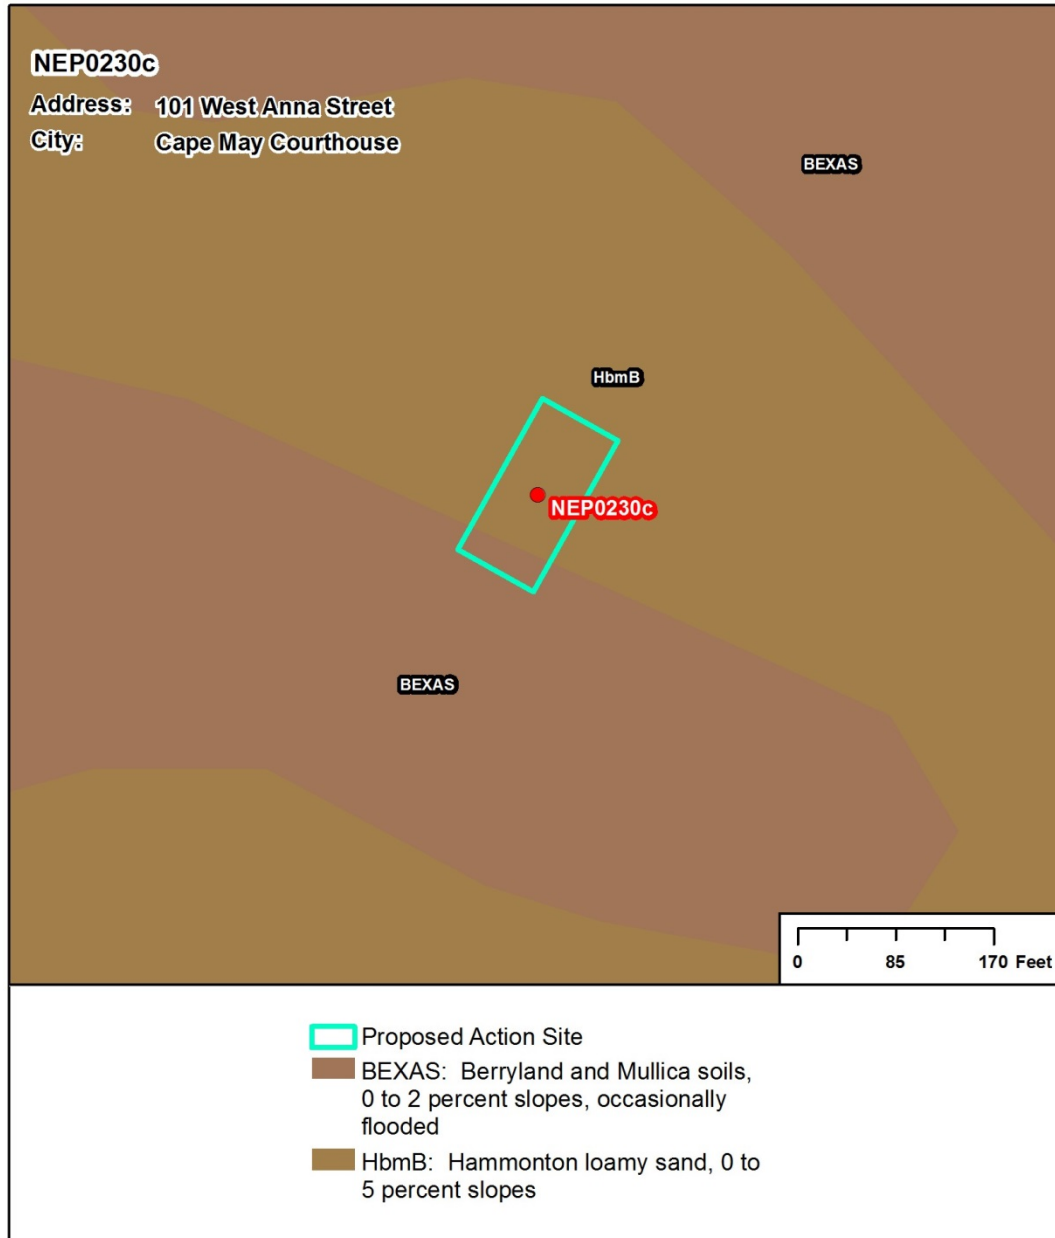 NEP0230c
Address: 101 West Anna Street
City: Cape May Courthouse
BEXAS
HbmB
NEP0230c
BEXAS
0 85 170 Feet
Proposed Action Site
BEXAS: Berryland and Mullica soils,
0 to 2 percent slopes, occasionally
flooded
HbmB: Hammonton loamy sand, 0 to
5 percent slopes